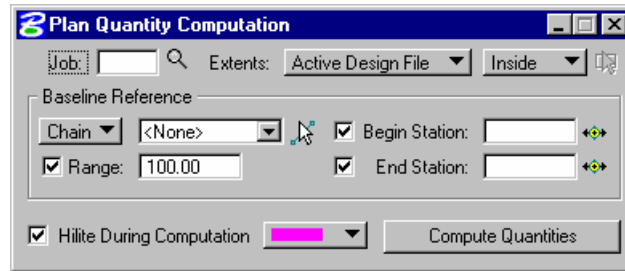 Plan Quantity Computation
Job: Extents: Active Design File Inside
Baseline Reference
Chain <None> Begin Station:
Range: 100.00 End Station:
Hilite During Computation Compute Quantities